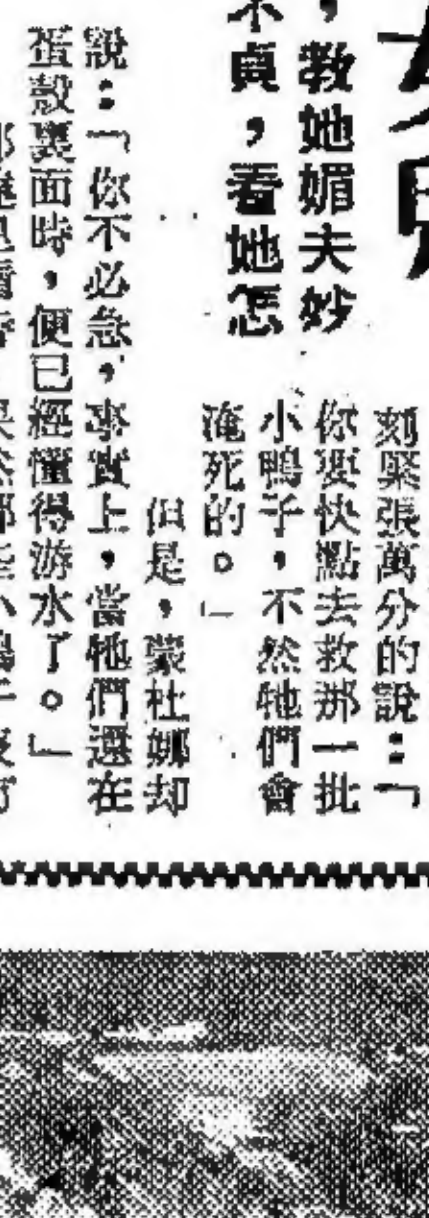 ，教她媚夫妙
不貞，看她怎
刻緊張萬分的說：「
你要快點去救那一批
小鴨子，不然牠們會
淹死的。」
但是，蒙杜娜却
說：「你不必急，事實上，當牠們還在
蛋殼裏面時，便已經懂得游水了。」